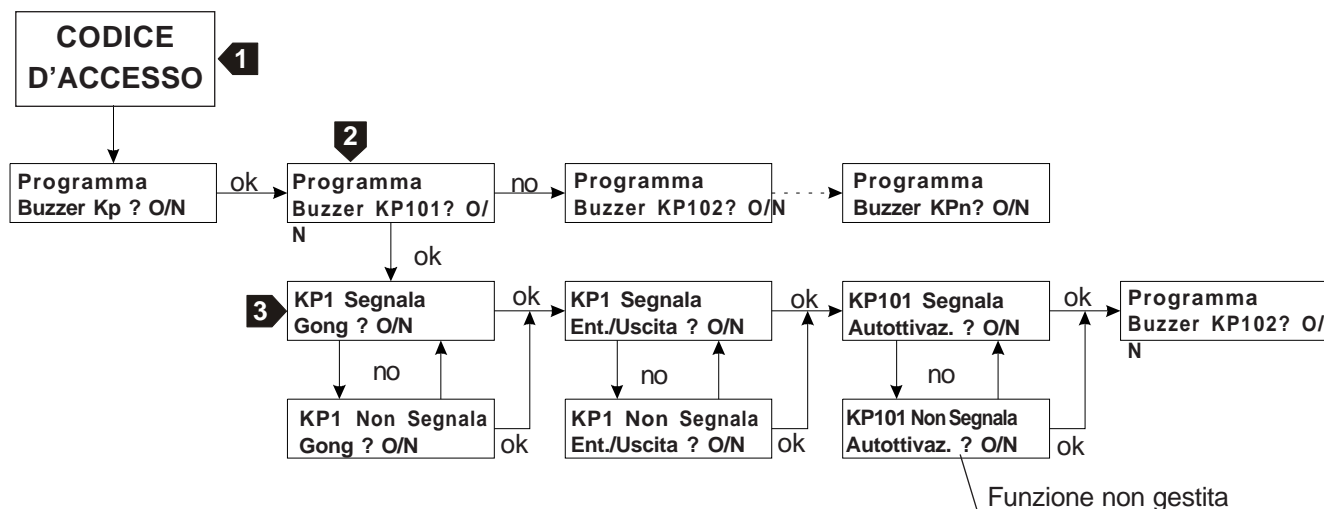 CODICE
D'ACCESSO
1
2
Programma
Buzzer Kp ? O/N
ok
Programma
Buzzer KP101? O/
N
no
Programma
Buzzer KP102? O/N
Programma
Buzzer KPn? O/N
ok
3
KP1 Segnala
Gong ? O/N
ok
KP1 Segnala
Ent./Uscita ? O/N
ok
KP101 Segnala
Autottivaz. ? O/N
ok
Programma
Buzzer KP102? O/
N
no
no
no
KP1 Non Segnala
Gong ? O/N
ok
KP1 Non Segnala
Ent./Uscita ? O/N
ok
KP101 Non Segnala
Autottivaz. ? O/N
ok
Funzione non gestita